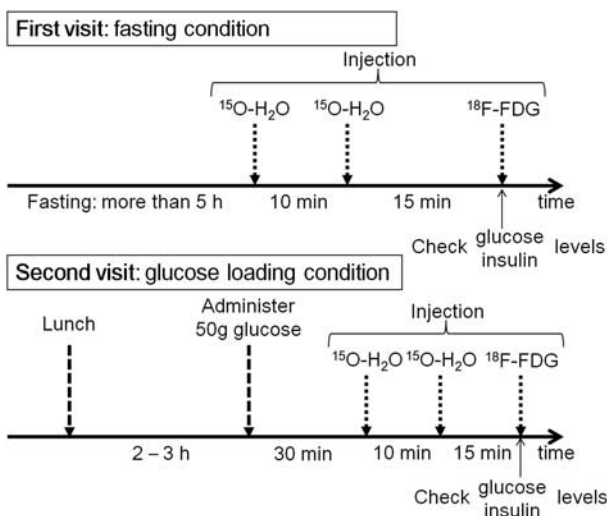 First visit: fasting condition
Injection
¹⁵O-H₂O ¹⁵O-H₂O ¹⁸F-FDG
Fasting: more than 5 h 10 min 15 min time
Check glucose insulin levels
Second visit: glucose loading condition
Lunch
Administer
50g glucose
Injection
¹⁵O-H₂O ¹⁵O-H₂O ¹⁸F-FDG
2 – 3 h 30 min 10 min 15 min time
Check glucose insulin levels